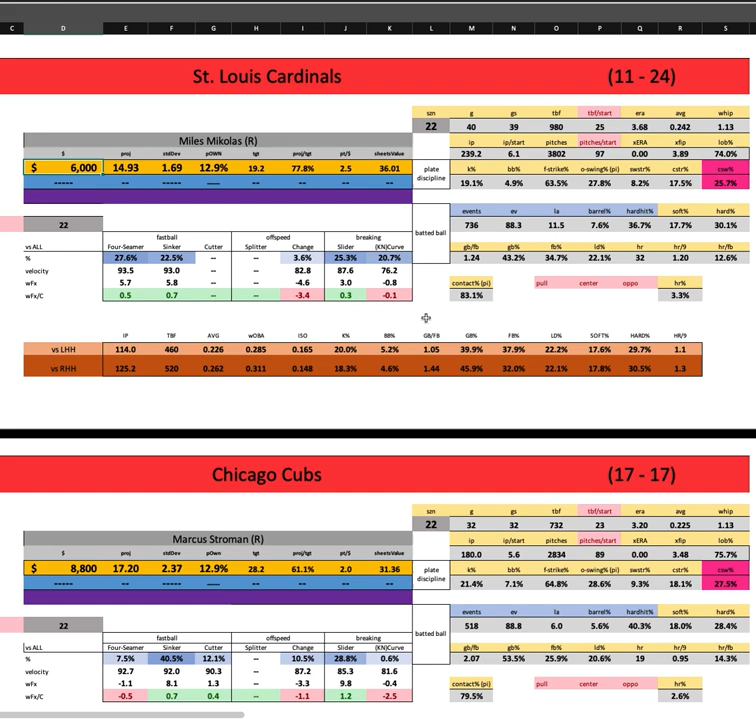 C D E F G H I J K L M N O P Q R S
St. Louis Cardinals (11 - 24)
szn g gs tbf tbf/start era avg whip
22 40 39 980 25 3.68 0.242 1.13
Miles Mikolas (R) ip ip/start pitches pitches/start xERA xfip lob%
$ proj stdDev pOWN tgt proj/tgt pt/$ sheetsValue 239.2 6.1 3802 97 0.00 3.89 74.0%
$ 6,000 14.93 1.69 12.9% 19.2 77.8% 2.5 36.01 plate discipline k% bb% f-strike% o-swing% (pi) swstr% cstr% csw%
----- -- -- ---- -- -- -- -- 19.1% 4.9% 63.5% 27.8% 8.2% 17.5% 25.7%
events ev la barrel% hardhit% soft% hard%
22 736 88.3 11.5 7.6% 36.7% 17.7% 30.1%
fastball offspeed breaking batted ball
vs ALL Four-Seamer Sinker Cutter Splitter Change Slider (KN)Curve gb/fb gb% fb% ld% hr hr/9 hr/fb
% 27.6% 22.5% -- -- 3.6% 25.3% 20.7% 1.24 43.2% 34.7% 22.1% 32 1.20 12.6%
velocity 93.5 93.0 -- -- 82.8 87.6 76.2
wFx 5.7 5.8 -- -- -4.6 3.0 -0.8 contact% (pi) pull center oppo hr%
wFx/C 0.5 0.7 -- -- -3.4 0.3 -0.1 83.1% 3.3%
IP TBF AVG wOBA ISO K% BB% GB/FB GB% FB% LD% SOFT% HARD% HR/9
vs LHH 114.0 460 0.226 0.285 0.165 20.0% 5.2% 1.05 39.9% 37.9% 22.2% 17.6% 29.7% 1.1
vs RHH 125.2 520 0.262 0.311 0.148 18.3% 4.6% 1.44 45.9% 32.0% 22.1% 17.8% 30.5% 1.3
Chicago Cubs (17 - 17)
szn g gs tbf tbf/start era avg whip
22 32 32 732 23 3.20 0.225 1.13
Marcus Stroman (R) ip ip/start pitches pitches/start xERA xfip lob%
$ proj stdDev pOwn tgt proj/tgt pt/$ sheetsValue 180.0 5.6 2834 89 0.00 3.48 75.7%
$ 8,800 17.20 2.37 12.9% 28.2 61.1% 2.0 31.36 plate discipline k% bb% f-strike% o-swing% (pi) swstr% cstr% csw%
----- -- -- ---- -- -- -- -- 21.4% 7.1% 64.8% 28.6% 9.3% 18.1% 27.5%
events ev la barrel% hardhit% soft% hard%
22 518 88.8 6.0 5.6% 40.3% 18.0% 28.4%
fastball offspeed breaking batted ball
vs ALL Four-Seamer Sinker Cutter Splitter Change Slider (KN)Curve gb/fb gb% fb% ld% hr hr/9 hr/fb
% 7.5% 40.5% 12.1% -- 10.5% 28.8% 0.6% 2.07 53.5% 25.9% 20.6% 19 0.95 14.3%
velocity 92.7 92.0 90.3 -- 87.2 85.3 81.6
wFx -1.1 8.1 1.3 -- -3.3 9.8 -0.4 contact% (pi) pull center oppo hr%
wFx/C -0.5 0.7 0.4 -- -1.1 1.2 -2.5 79.5% 2.6%